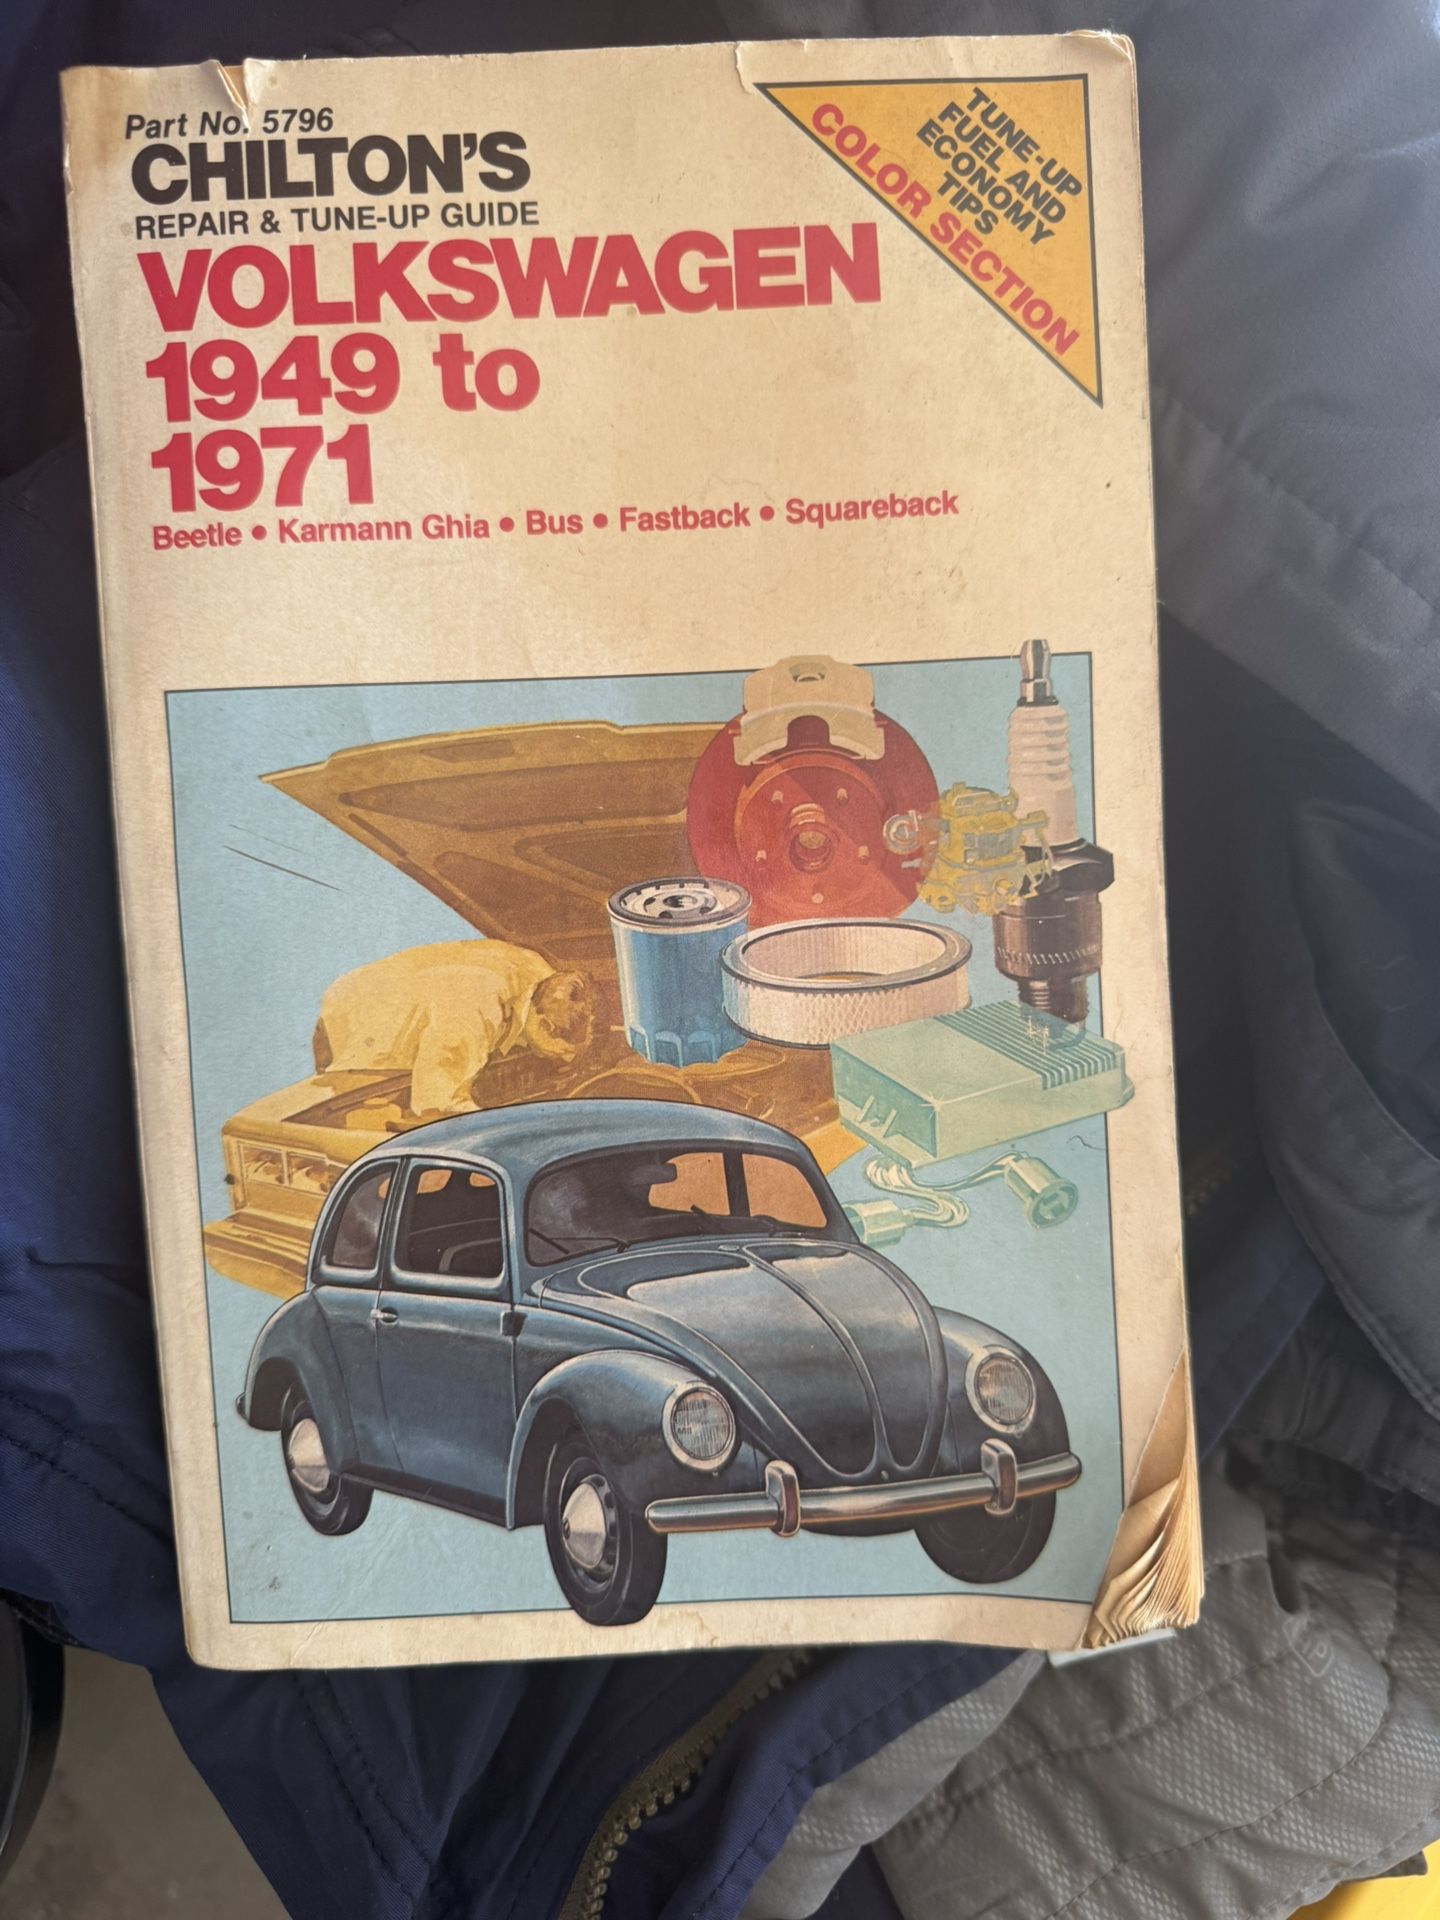 Part No. 5796
CHILTON'S
REPAIR & TUNE-UP GUIDE
VOLKSWAGEN
1949 to
1971
Beetle • Karmann Ghia • Bus • Fastback • Squareback
TUNE-UP
FUEL AND
ECONOMY
TIPS
COLOR SECTION